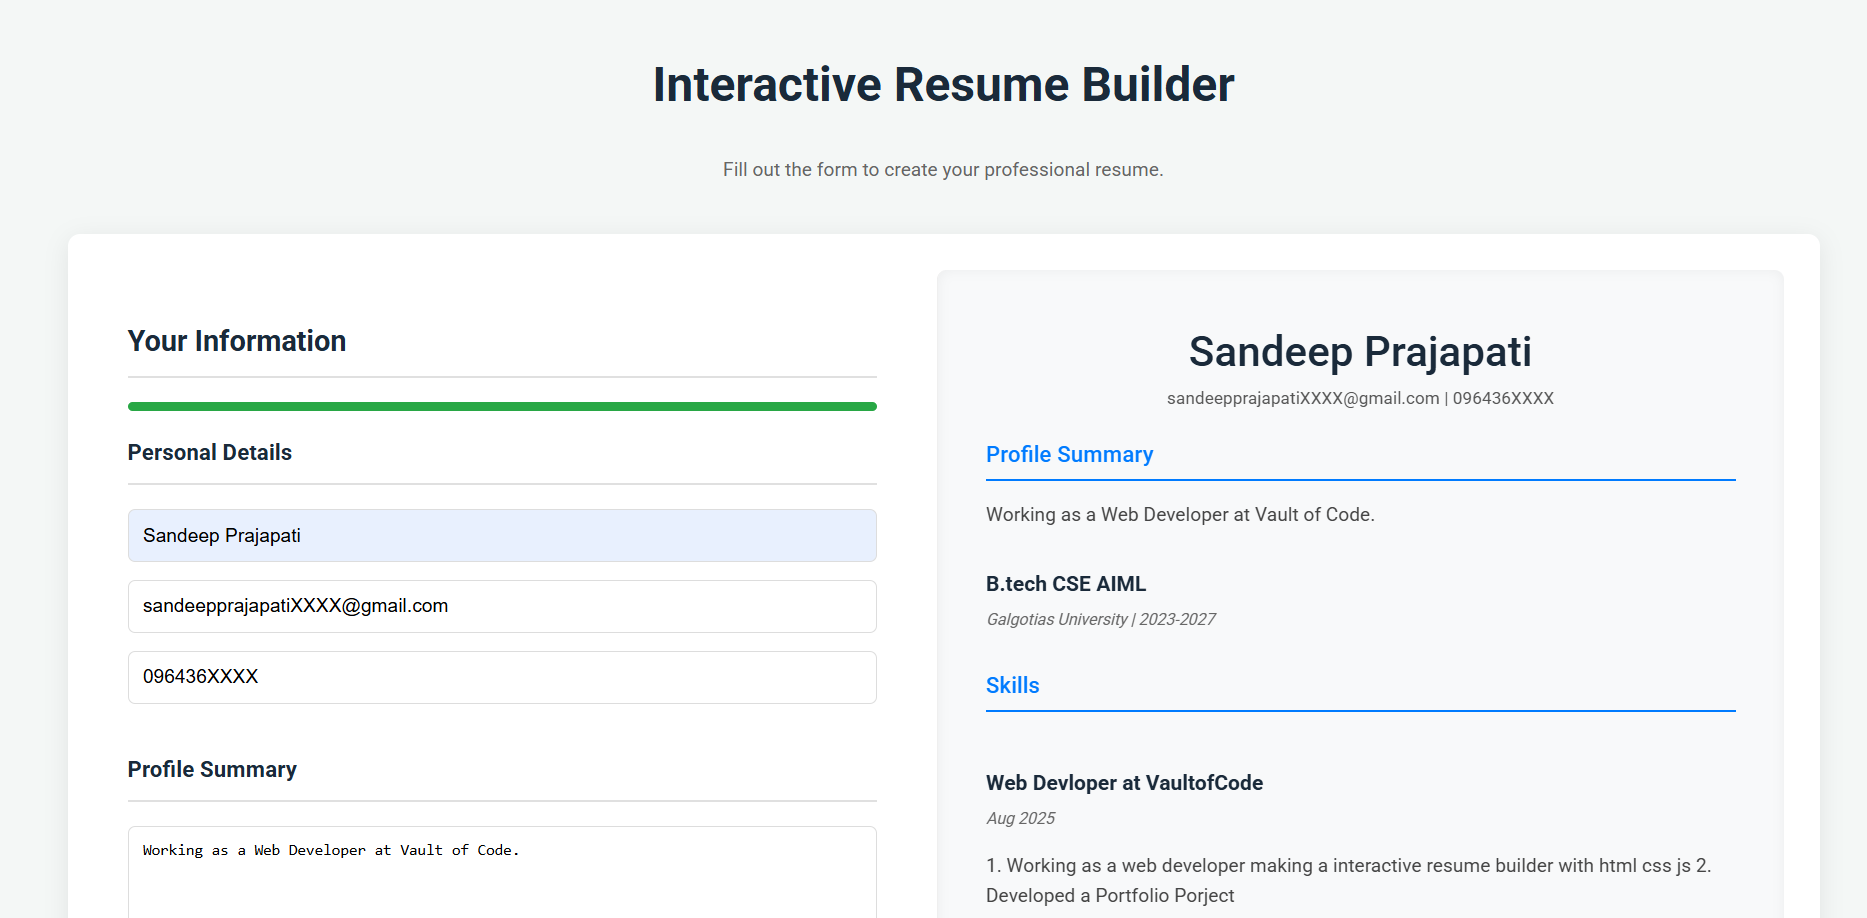 Interactive Resume Builder
Fill out the form to create your professional resume.
Your Information
Personal Details
Sandeep Prajapati
sandeepprajapatiXXXX@gmail.com
096436XXXX
Profile Summary
Working as a Web Developer at Vault of Code.
Sandeep Prajapati
sandeepprajapatiXXXX@gmail.com | 096436XXXX
Profile Summary
Working as a Web Developer at Vault of Code.
B.tech CSE AIML
Galgotias University | 2023-2027
Skills
Web Devloper at VaultofCode
Aug 2025
1. Working as a web developer making a interactive resume builder with html css js 2.
Developed a Portfolio Porject